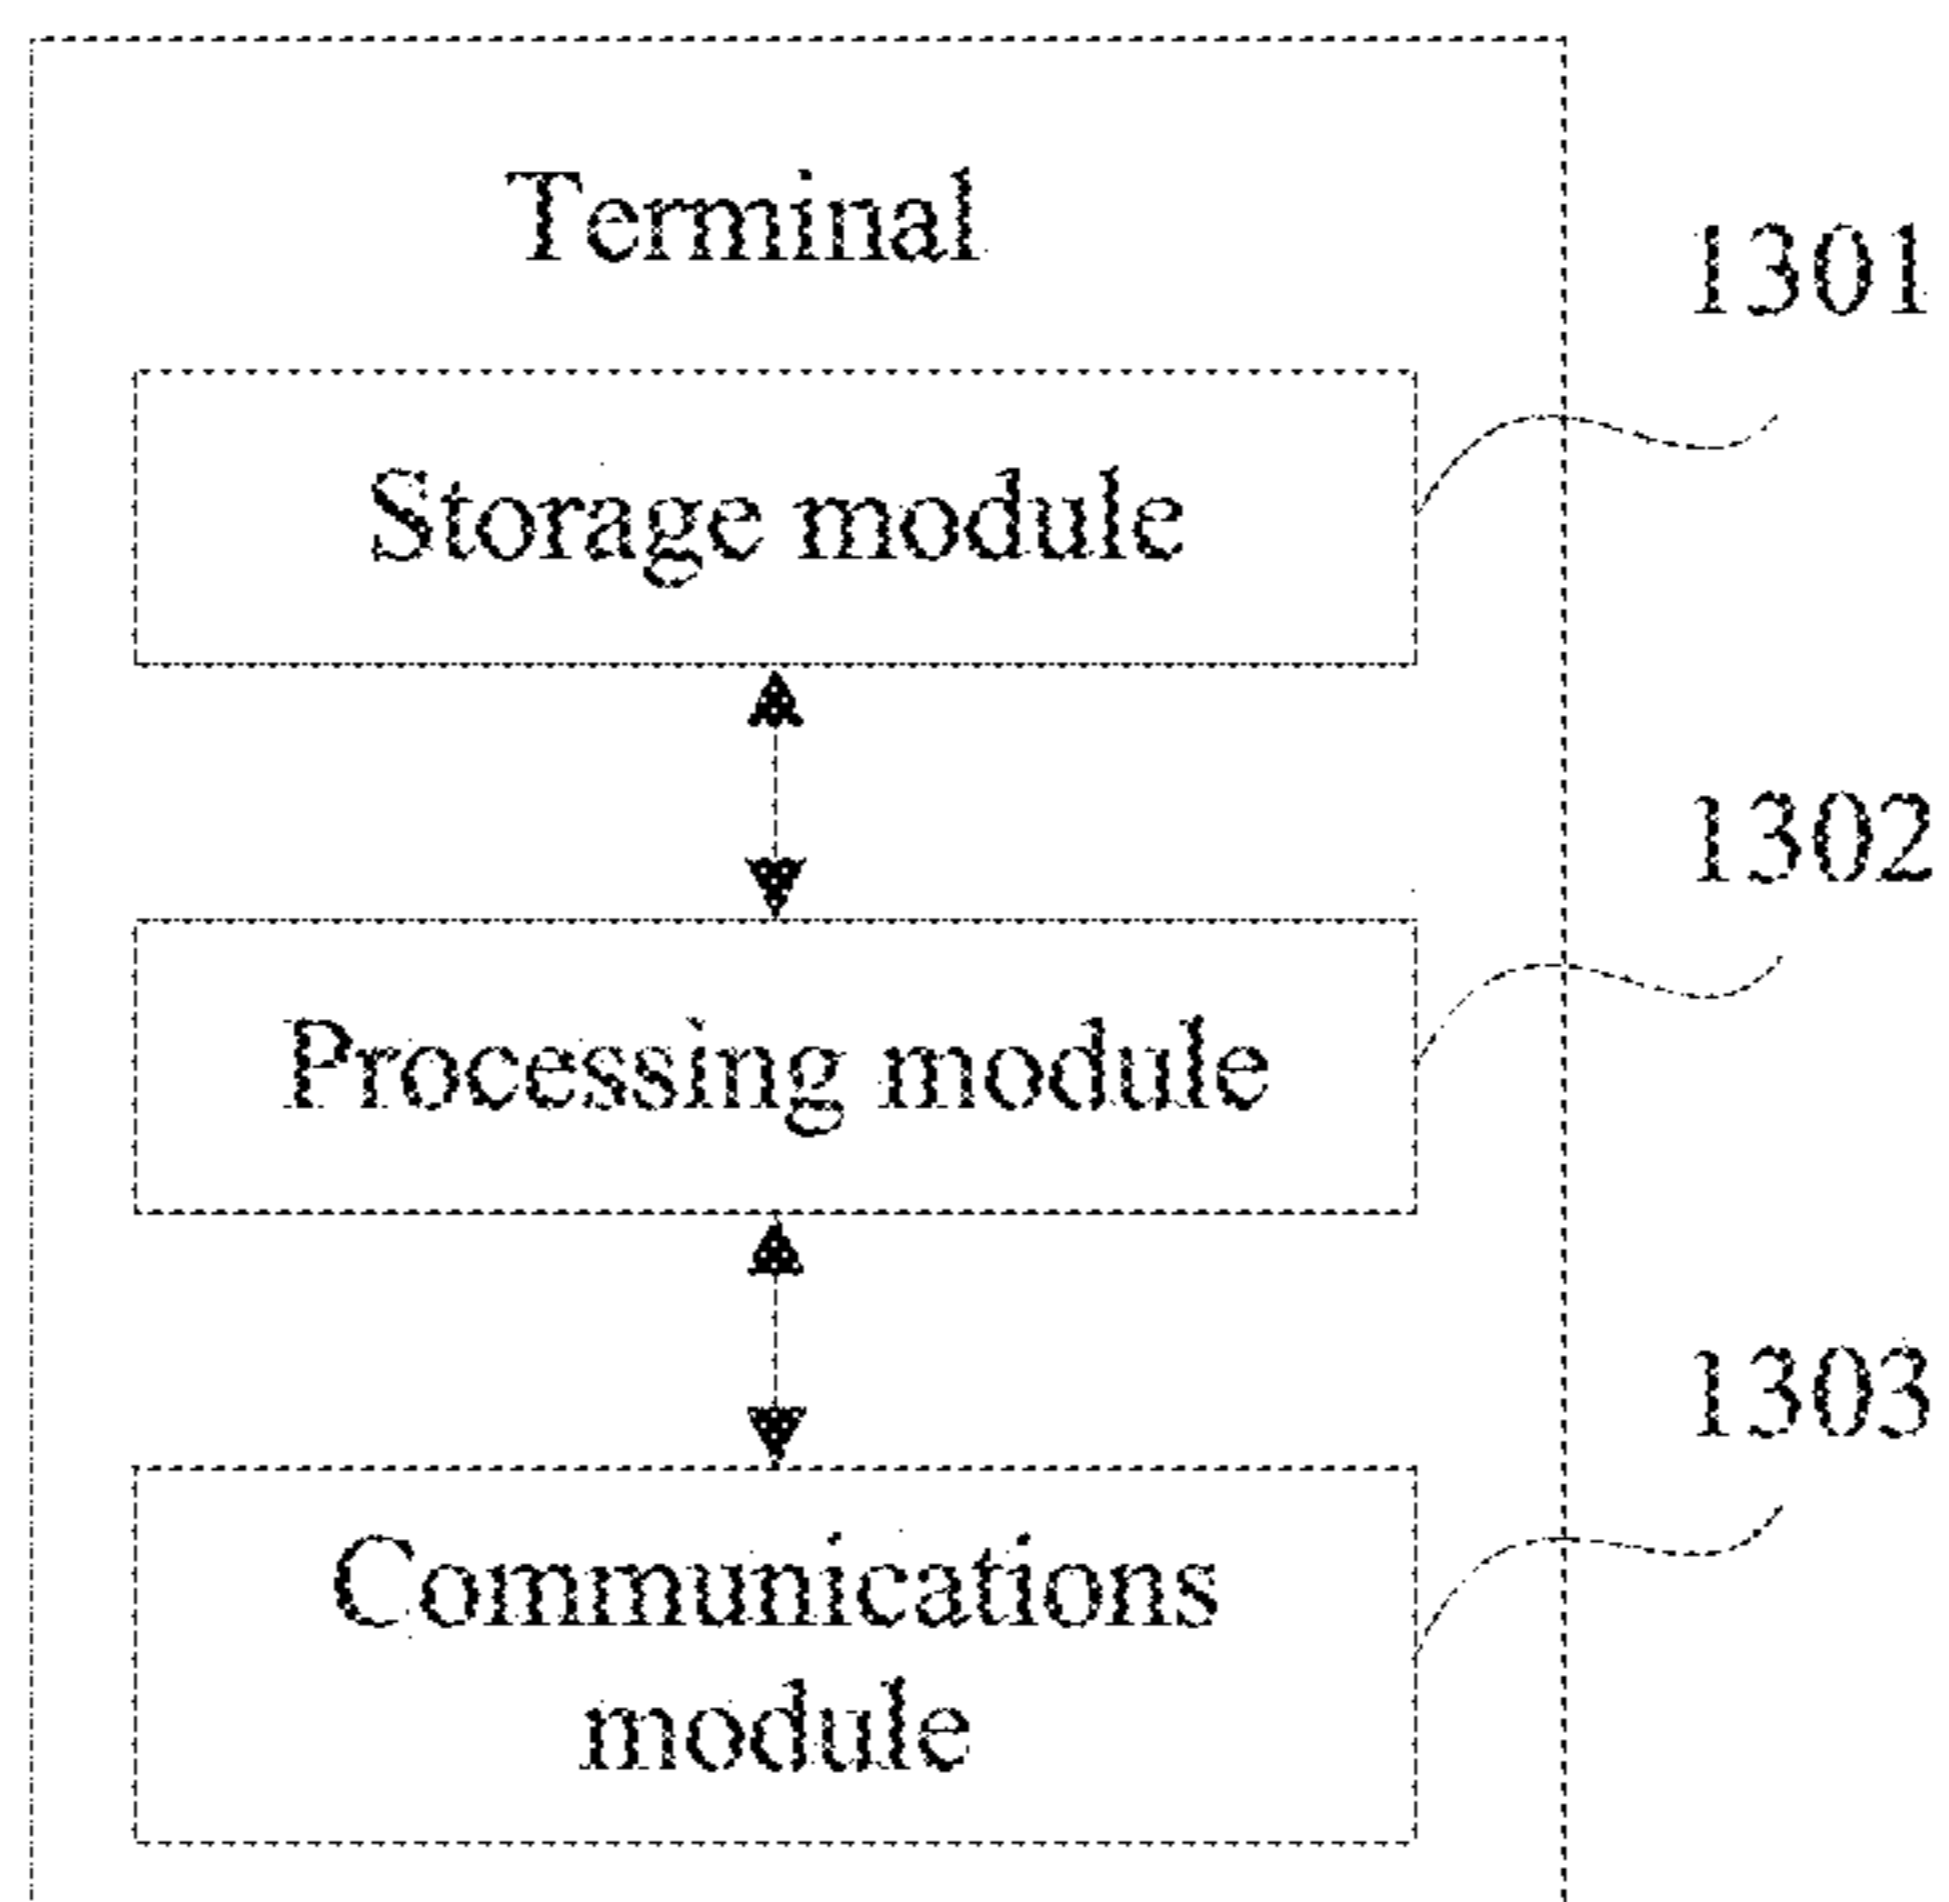 Terminal
1301
Storage module
1302
Processing module
1303
Communications
module